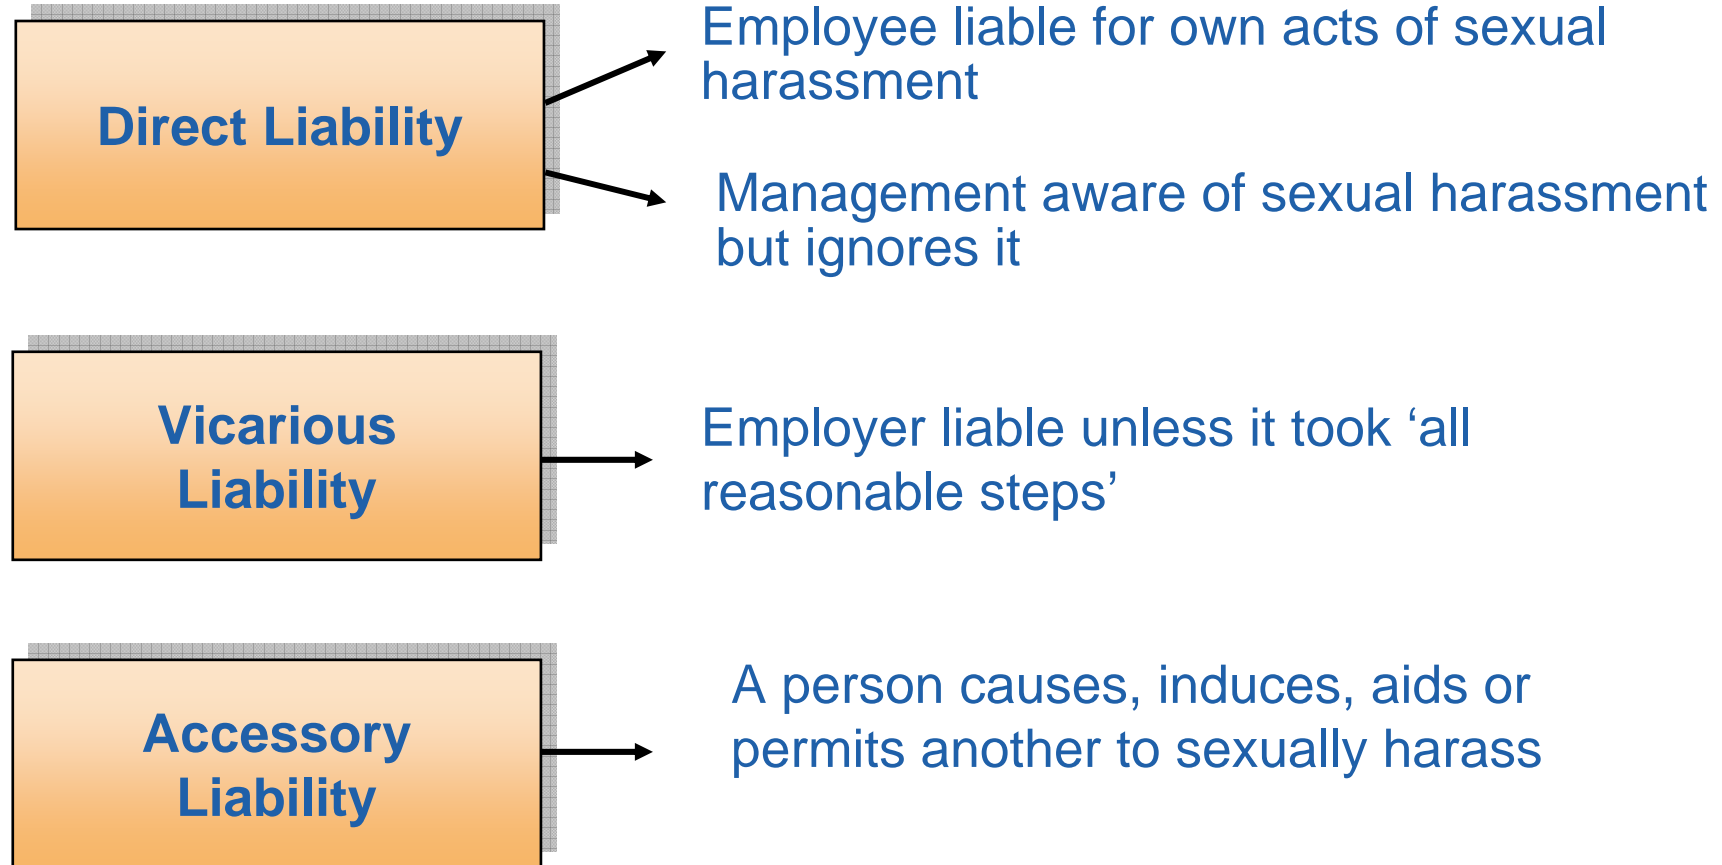 Direct Liability
Employee liable for own acts of sexual
harassment
Management aware of sexual harassment
but ignores it
Vicarious
Liability
Employer liable unless it took ‘all
reasonable steps’
Accessory
Liability
A person causes, induces, aids or
permits another to sexually harass